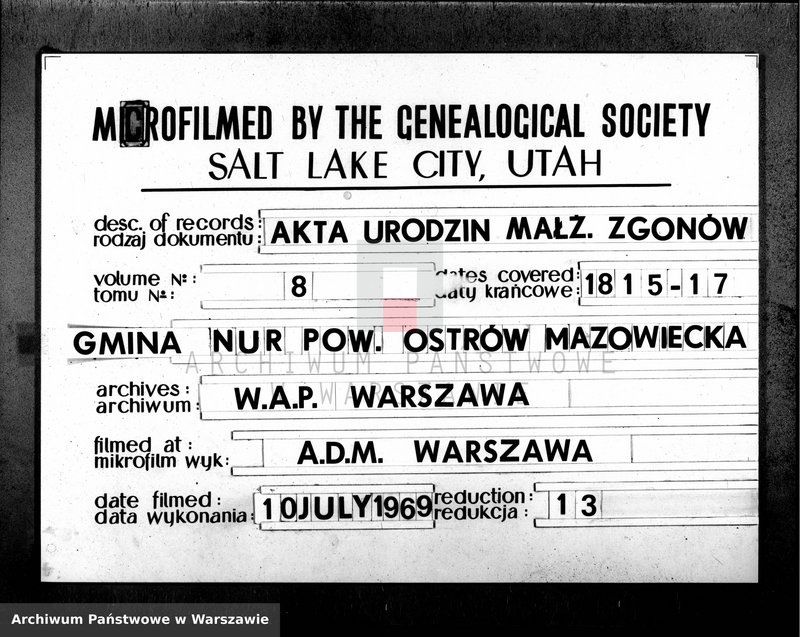 MICROFILMED BY THE GENEALOGICAL SOCIETY
SALT LAKE CITY, UTAH
desc. of records: AKTA URODZIN MAŁŻ. ZGONÓW
rodzaj dokumentu:
volume №: 8 dates covered: 1815-17
tomu №: daty krańcowe:
GMINA NUR POW. OSTRÓW MAZOWIECKA
ARCHIWUM PAŃSTWOWE
W WARSZAWIE
archives: W.A.P. WARSZAWA
archiwum:
filmed at: A.D.M. WARSZAWA
mikrofilm wyk:
date filmed: 10JULY1969 reduction: 13
data wykonania: redukcja:
Archiwum Państwowe w Warszawie